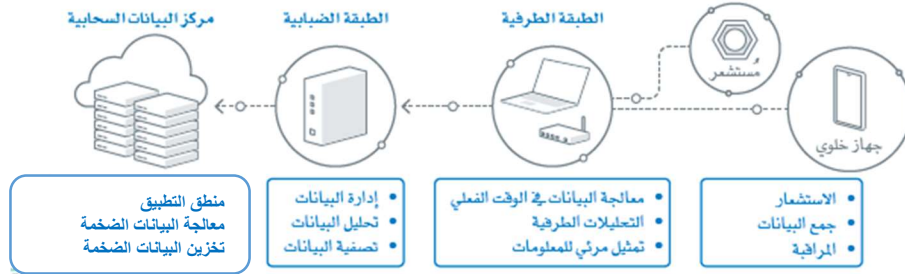 الطبقة الطرفية
الطبقة الضبابية
مركز البيانات السحابية
مستشعر
جهاز خلوي
الاستشعار
جمع البيانات
المراقبة
معالجة البيانات في الوقت الفعلي
التحليلات الطرفية
تمثيل مرئي للمعلومات
إدارة البيانات
تحليل البيانات
تصفية البيانات
منطق التطبيق
معالجة البيانات الضخمة
تخزين البيانات الضخمة